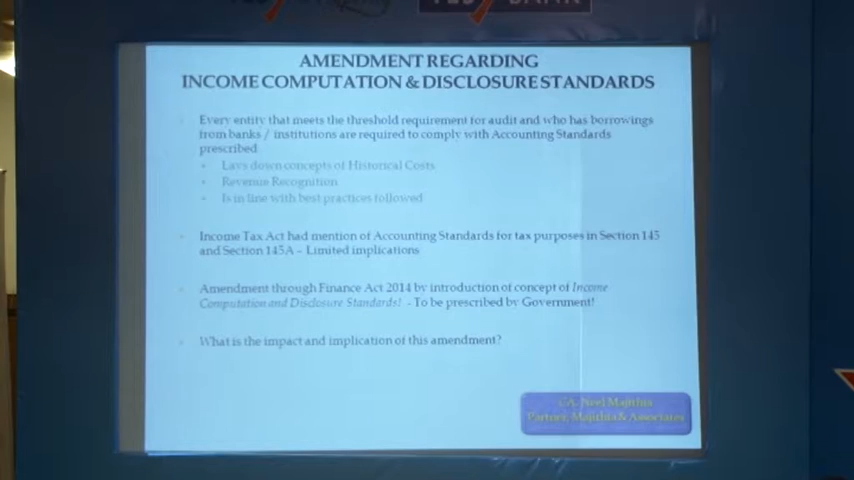 YES BANK
AMENDMENT REGARDING
INCOME COMPUTATION & DISCLOSURE STANDARDS
Every entity that meets the threshold requirement for audit and who has borrowings
from banks / institutions are required to comply with Accounting Standards
prescribed
Lays down concepts of Historical Costs
Revenue Recognition
Is in line with best practices followed
Income Tax Act had mention of Accounting Standards for tax purposes in Section 145
and Section 145A – Limited implications
Amendment through Finance Act 2014 by introduction of concept of Income
Computation and Disclosure Standards! - To be prescribed by Government!
What is the impact and implication of this amendment?
CA. Neel Majithia
Partner, Majithia & Associates